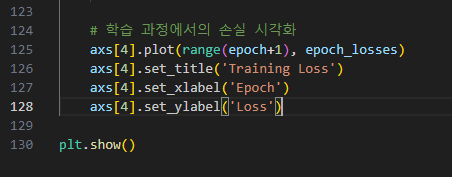 123
124 # 학습 과정에서의 손실 시각화
125 axs[4].plot(range(epoch+1), epoch_losses)
126 axs[4].set_title('Training Loss')
127 axs[4].set_xlabel('Epoch')
128 axs[4].set_ylabel('Loss')
129
130 plt.show()